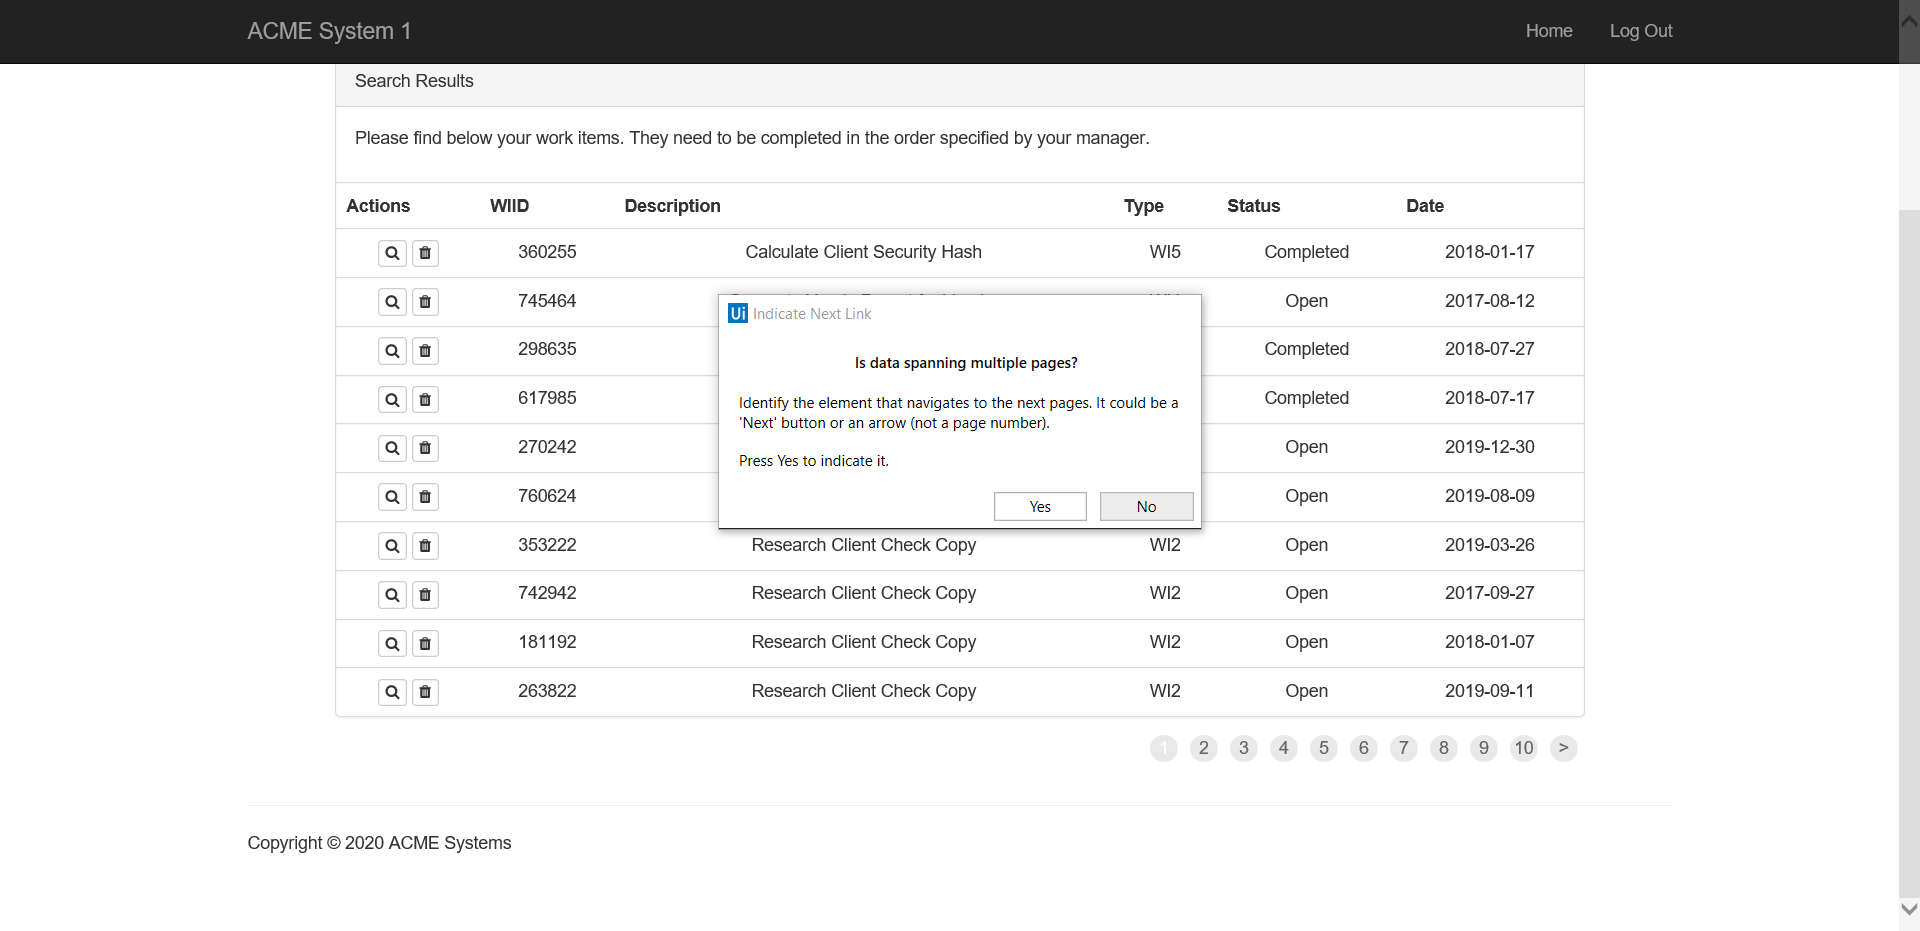 ACME System 1 Home Log Out
Search Results
Please find below your work items. They need to be completed in the order specified by your manager.
Actions WIID Description Type Status Date
360255 Calculate Client Security Hash WI5 Completed 2018-01-17
745464 Open 2017-08-12
298635 Completed 2018-07-27
617985 Completed 2018-07-17
270242 Open 2019-12-30
760624 Open 2019-08-09
353222 Research Client Check Copy WI2 Open 2019-03-26
742942 Research Client Check Copy WI2 Open 2017-09-27
181192 Research Client Check Copy WI2 Open 2018-01-07
263822 Research Client Check Copy WI2 Open 2019-09-11
Ui Indicate Next Link
Is data spanning multiple pages?
Identify the element that navigates to the next pages. It could be a
'Next' button or an arrow (not a page number).
Press Yes to indicate it.
Yes No
1 2 3 4 5 6 7 8 9 10 >
Copyright © 2020 ACME Systems